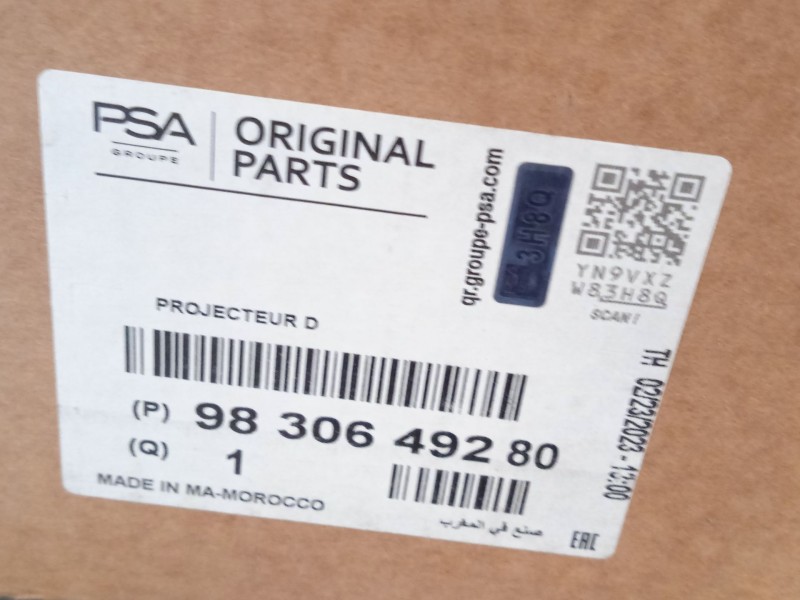 PSA
GROUPE
ORIGINAL
PARTS
qr.groupe-psa.com
3H8Q
YN9VXZ
W83H8Q
SCAN!
PROJECTEUR D
(P) 98 306 492 80
(Q) 1
MADE IN MA-MOROCCO
صنع في المغرب
TH 02/23/2023 - 13:00
EAC